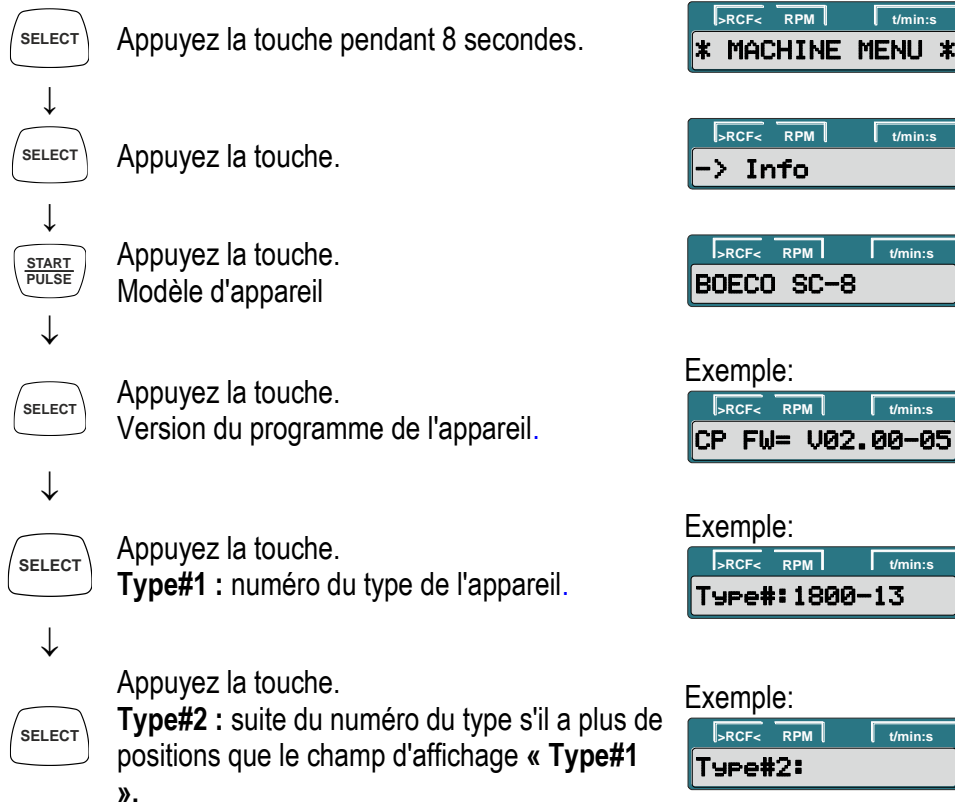 SELECT
Appuyez la touche pendant 8 secondes.
>RCF< RPM t/min:s
* MACHINE MENU *
↓
SELECT
Appuyez la touche.
>RCF< RPM t/min:s
-> Info
↓
START
PULSE
Appuyez la touche.
Modèle d'appareil
>RCF< RPM t/min:s
BOECO SC-8
↓
SELECT
Appuyez la touche.
Version du programme de l'appareil.
Exemple:
>RCF< RPM t/min:s
CP FW= V02.00-05
↓
SELECT
Appuyez la touche.
Type#1 : numéro du type de l'appareil.
Exemple:
>RCF< RPM t/min:s
Type#:1800-13
↓
SELECT
Appuyez la touche.
Type#2 : suite du numéro du type s'il a plus de
positions que le champ d'affichage « Type#1
».
Exemple:
>RCF< RPM t/min:s
Type#2: